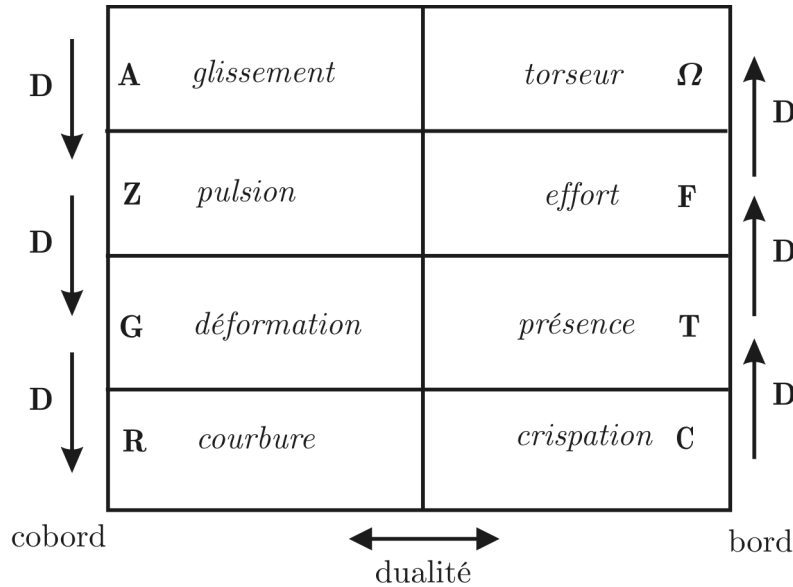 D A glissement torseur Ω D
D Z pulsion effort F D
D G déformation présence T D
R courbure crispation C
cobord bord
dualité